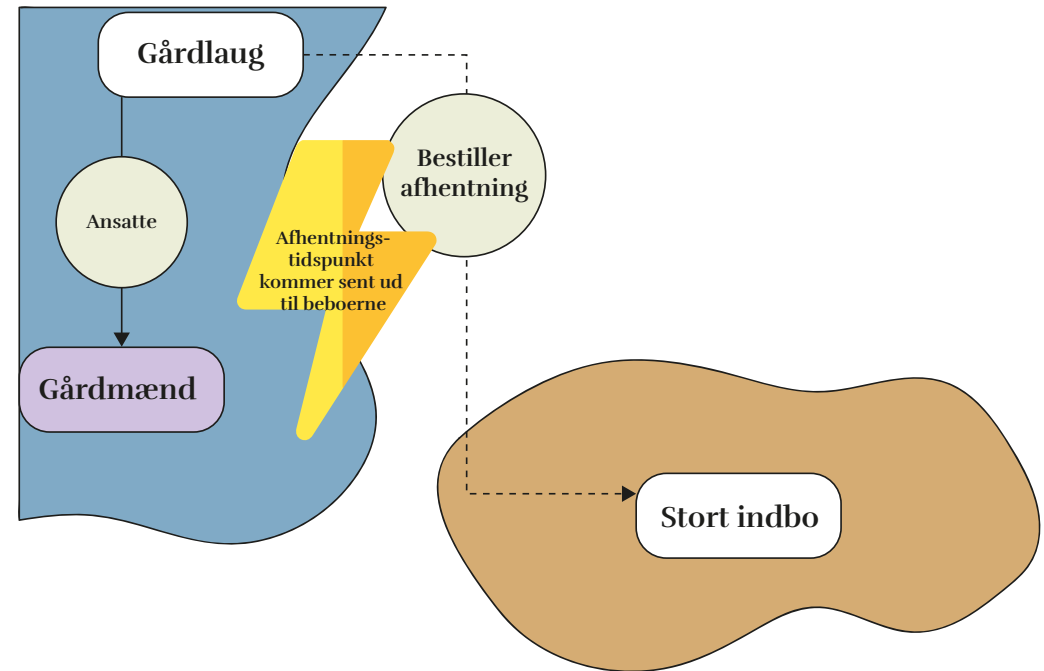 Gårdlaug
Bestiller
afhentning
Ansatte
Afhentnings-
tidspunkt
kommer sent ud
til beboerne
Gårdmænd
Stort indbo